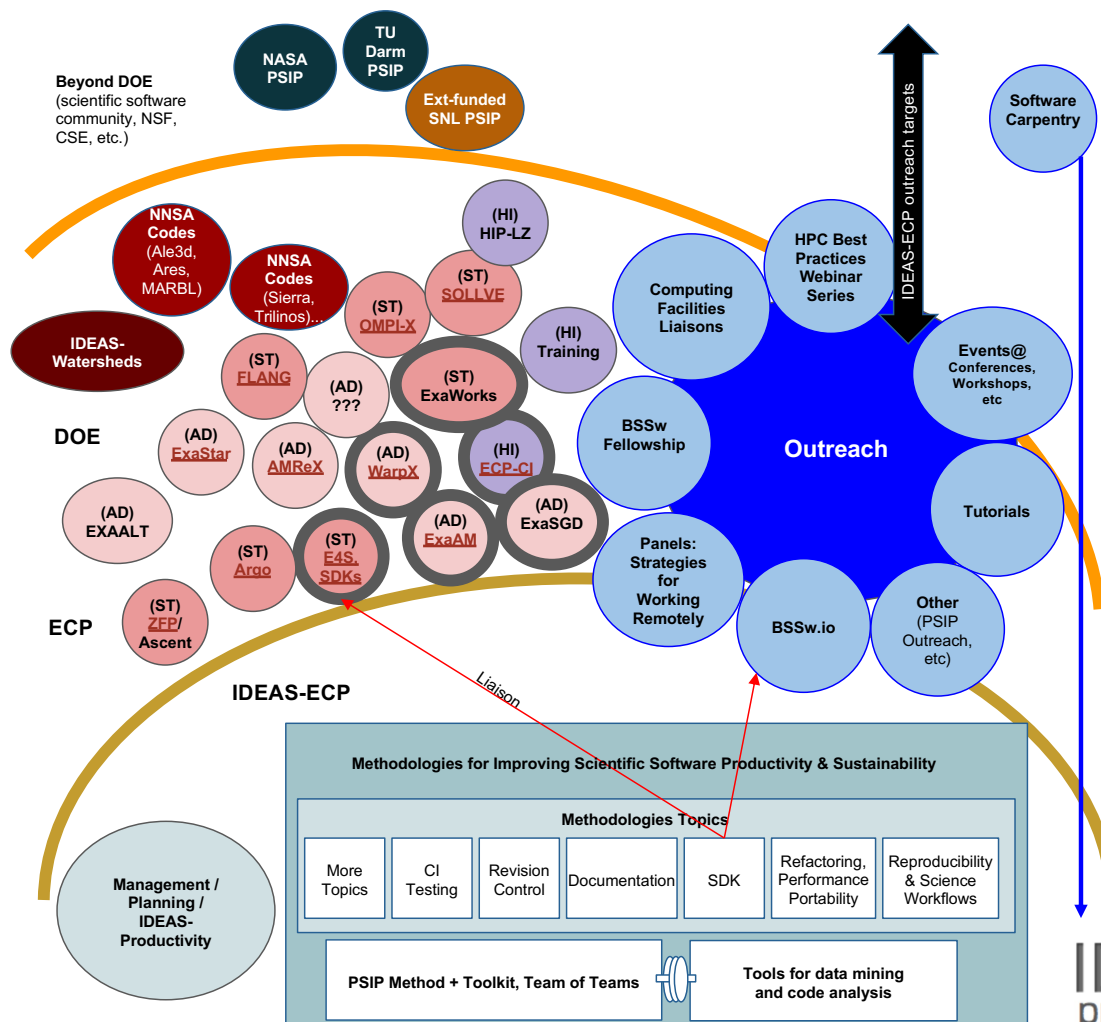 NASA
PSIP
TU
Darm
PSIP
Ext-funded
SNL PSIP
Beyond DOE
(scientific software
community, NSF,
CSE, etc.)
IDEAS-ECP outreach targets
Software
Carpentry
NNSA
Codes
(Ale3d,
Ares,
MARBL)
NNSA
Codes
(Sierra,
Trilinos)...
(HI)
HIP-LZ
(ST)
SOLLVE
(ST)
OMPI-X
(HI)
Training
IDEAS-
Watersheds
(ST)
FLANG
(AD)
???
(ST)
ExaWorks
DOE
(AD)
ExaStar
(AD)
AMReX
(AD)
WarpX
(HI)
ECP-CI
(AD)
EXAALT
(ST)
Argo
(ST)
E4S,
SDKs
(AD)
ExaAM
(AD)
ExaSGD
ECP
(ST)
ZFP/
Ascent
IDEAS-ECP
Liaison
HPC Best
Practices
Webinar
Series
Computing
Facilities
Liaisons
Events@
Conferences,
Workshops,
etc
BSSw
Fellowship
Outreach
Tutorials
Panels:
Strategies
for
Working
Remotely
BSSw.io
Other
(PSIP
Outreach,
etc)
Methodologies for Improving Scientific Software Productivity & Sustainability
Methodologies Topics
More
Topics
CI
Testing
Revision
Control
Documentation
SDK
Refactoring,
Performance
Portability
Reproducibility
& Science
Workflows
PSIP Method + Toolkit, Team of Teams
Tools for data mining
and code analysis
Management /
Planning /
IDEAS-
Productivity
p